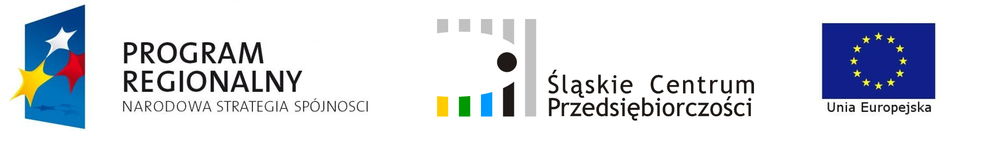 PROGRAM
REGIONALNY
NARODOWA STRATEGIA SPÓJNOSCI
Śląskie Centrum
Przedsiębiorczości
Unia Europejska